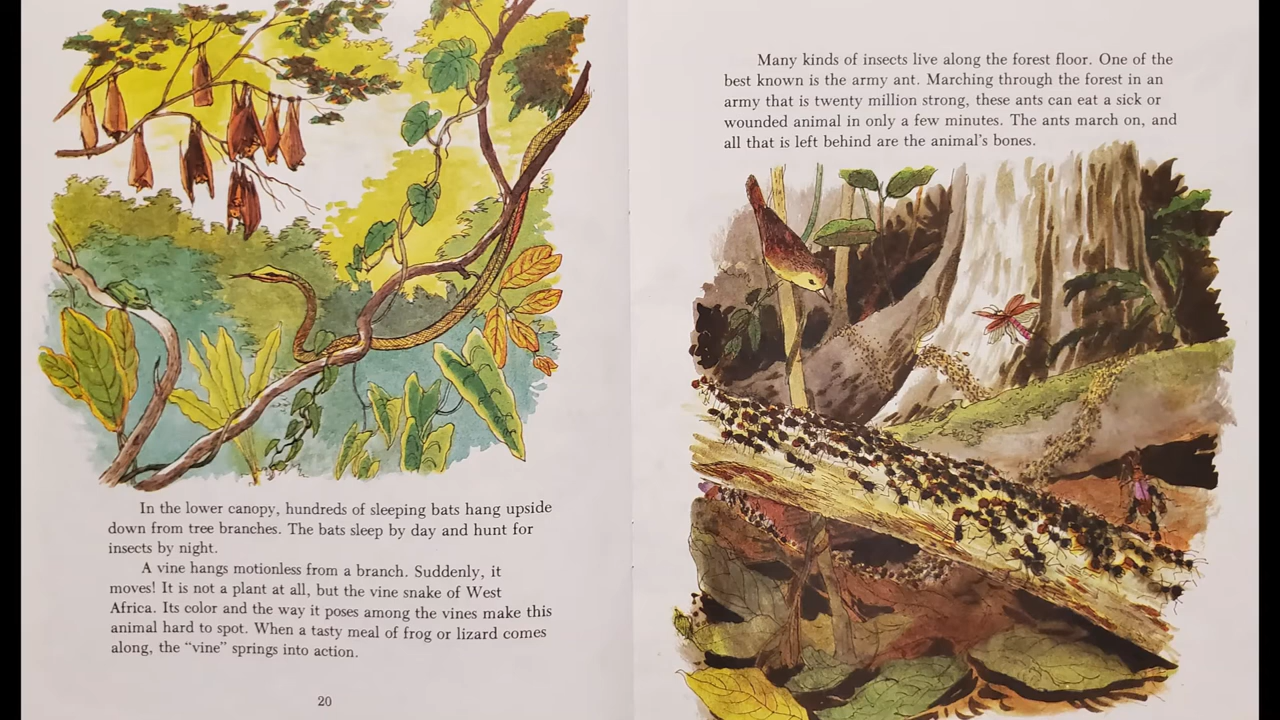 In the lower canopy, hundreds of sleeping bats hang upside
down from tree branches. The bats sleep by day and hunt for
insects by night.
A vine hangs motionless from a branch. Suddenly, it
moves! It is not a plant at all, but the vine snake of West
Africa. Its color and the way it poses among the vines make this
animal hard to spot. When a tasty meal of frog or lizard comes
along, the “vine” springs into action.
20
Many kinds of insects live along the forest floor. One of the
best known is the army ant. Marching through the forest in an
army that is twenty million strong, these ants can eat a sick or
wounded animal in only a few minutes. The ants march on, and
all that is left behind are the animal’s bones.